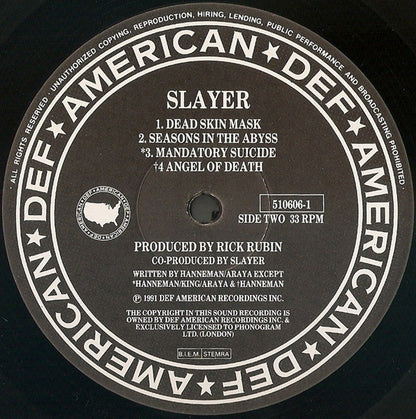 ALL RIGHTS RESERVED · UNAUTHORIZED COPYING, REPRODUCTION, HIRING, LENDING, PUBLIC PERFORMANCE AND BROADCASTING PROHIBITED.
DEF ★ AMERICAN ★ DEF ★ AMERICAN ★ DEF ★ AMERICAN ★ DEF ★ AMERICAN ★
SLAYER
1. DEAD SKIN MASK
2. SEASONS IN THE ABYSS
*3. MANDATORY SUICIDE
†4 ANGEL OF DEATH
510606-1
SIDE TWO 33 RPM
PRODUCED BY RICK RUBIN
CO-PRODUCED BY SLAYER
WRITTEN BY HANNEMAN/ARAYA EXCEPT
*HANNEMAN/KING/ARAYA & †HANNEMAN
Ⓟ 1991 DEF AMERICAN RECORDINGS INC.
THE COPYRIGHT IN THIS SOUND RECORDING IS
OWNED BY DEF AMERICAN RECORDINGS INC. &
EXCLUSIVELY LICENSED TO PHONOGRAM
LTD. (LONDON)
B.I.E.M. STEMRA